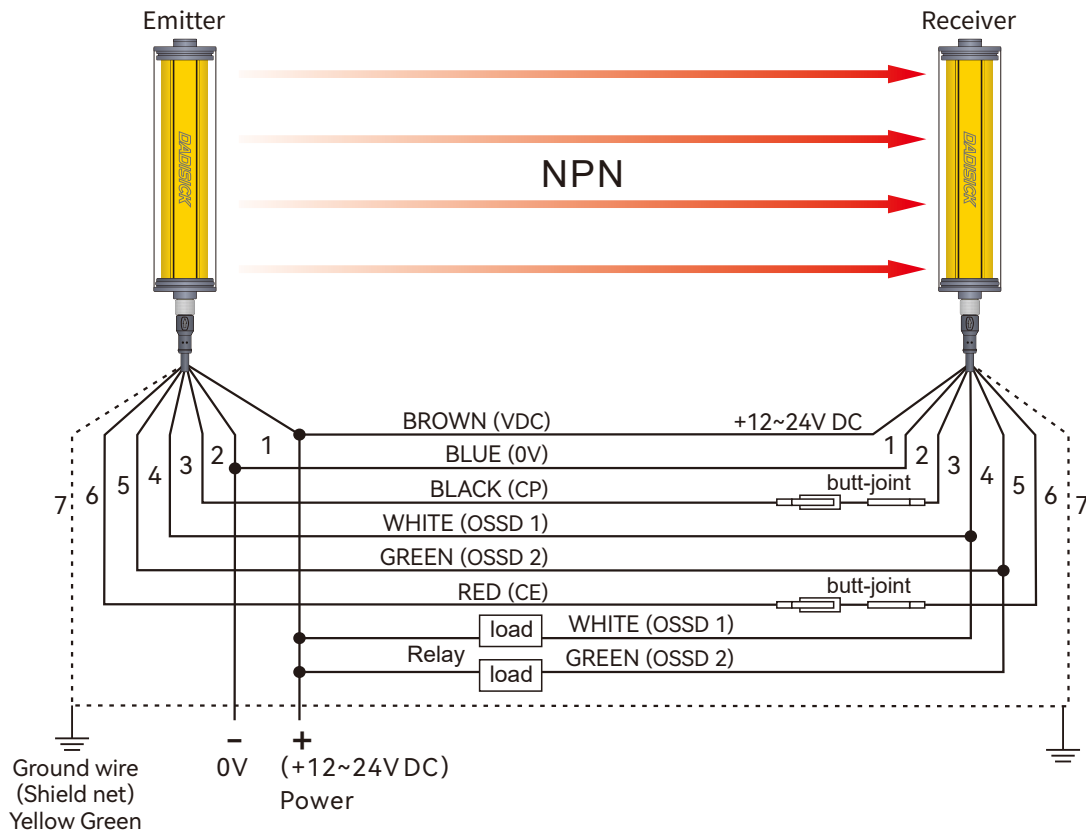 Emitter
Receiver
DADISICK
NPN
DADISICK
BROWN (VDC)
+12~24V DC
1
1
BLUE (0V)
2
2
3
BLACK (CP)
butt-joint
3
4
WHITE (OSSD 1)
4
5
GREEN (OSSD 2)
5
6
RED (CE)
butt-joint
6
7
7
load
WHITE (OSSD 1)
Relay
load
GREEN (OSSD 2)
−
+
0V
(+12~24V DC)
Power
Ground wire
(Shield net)
Yellow Green